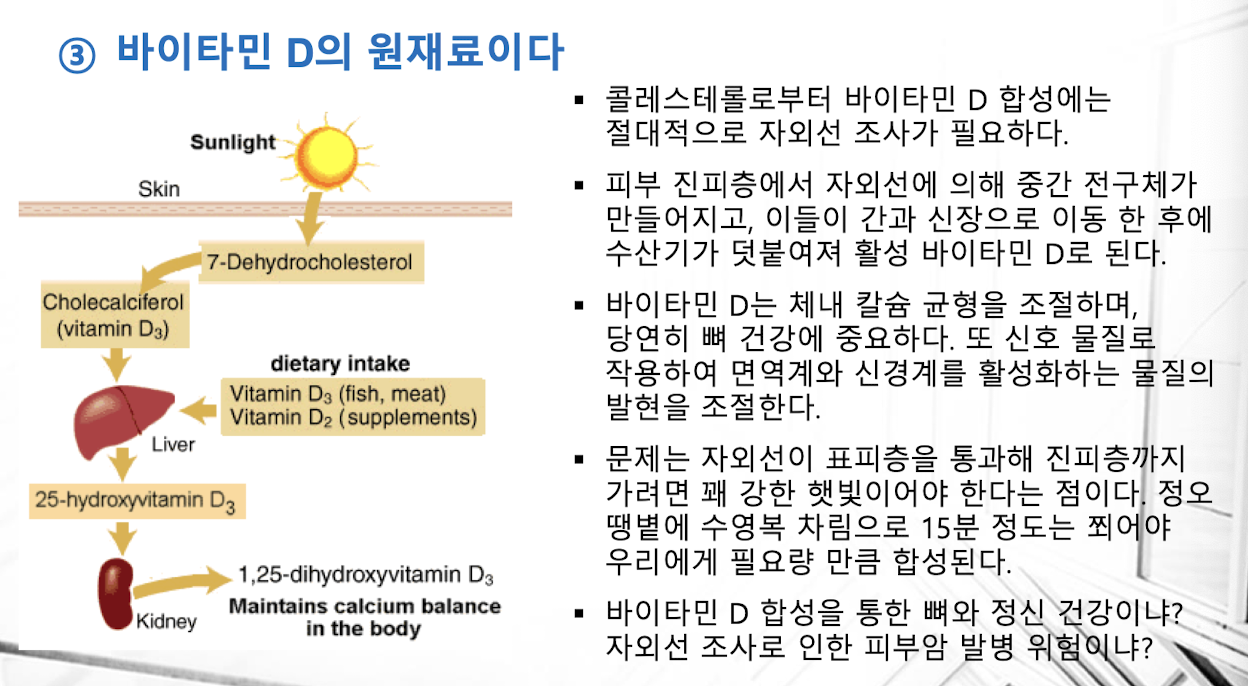 ③ 바이타민 D의 원재료이다
Sunlight
Skin
7-Dehydrocholesterol
Cholecalciferol
(vitamin D₃)
dietary intake
Vitamin D₃ (fish, meat)
Vitamin D₂ (supplements)
Liver
25-hydroxyvitamin D₃
1,25-dihydroxyvitamin D₃
Kidney
Maintains calcium balance
in the body
▪ 콜레스테롤로부터 바이타민 D 합성에는
절대적으로 자외선 조사가 필요하다.
▪ 피부 진피층에서 자외선에 의해 중간 전구체가
만들어지고, 이들이 간과 신장으로 이동 한 후에
수산기가 덧붙여져 활성 바이타민 D로 된다.
▪ 바이타민 D는 체내 칼슘 균형을 조절하며,
당연히 뼈 건강에 중요하다. 또 신호 물질로
작용하여 면역계와 신경계를 활성화하는 물질의
발현을 조절한다.
▪ 문제는 자외선이 표피층을 통과해 진피층까지
가려면 꽤 강한 햇빛이어야 한다는 점이다. 정오
땡볕에 수영복 차림으로 15분 정도는 쬐어야
우리에게 필요량 만큼 합성된다.
▪ 바이타민 D 합성을 통한 뼈와 정신 건강이냐?
자외선 조사로 인한 피부암 발병 위험이냐?